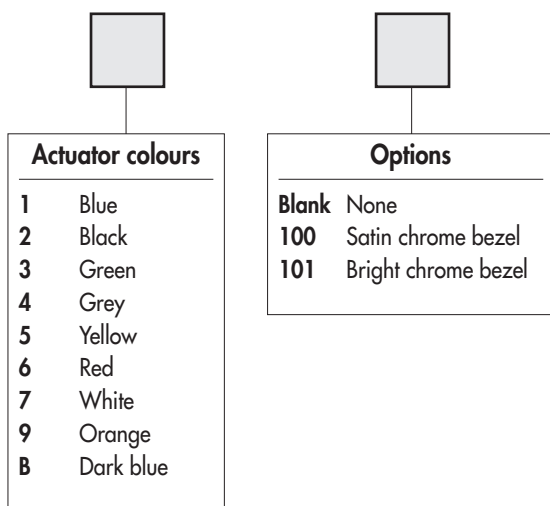 Actuator colours
1 Blue
2 Black
3 Green
4 Grey
5 Yellow
6 Red
7 White
9 Orange
B Dark blue
Options
Blank None
100 Satin chrome bezel
101 Bright chrome bezel